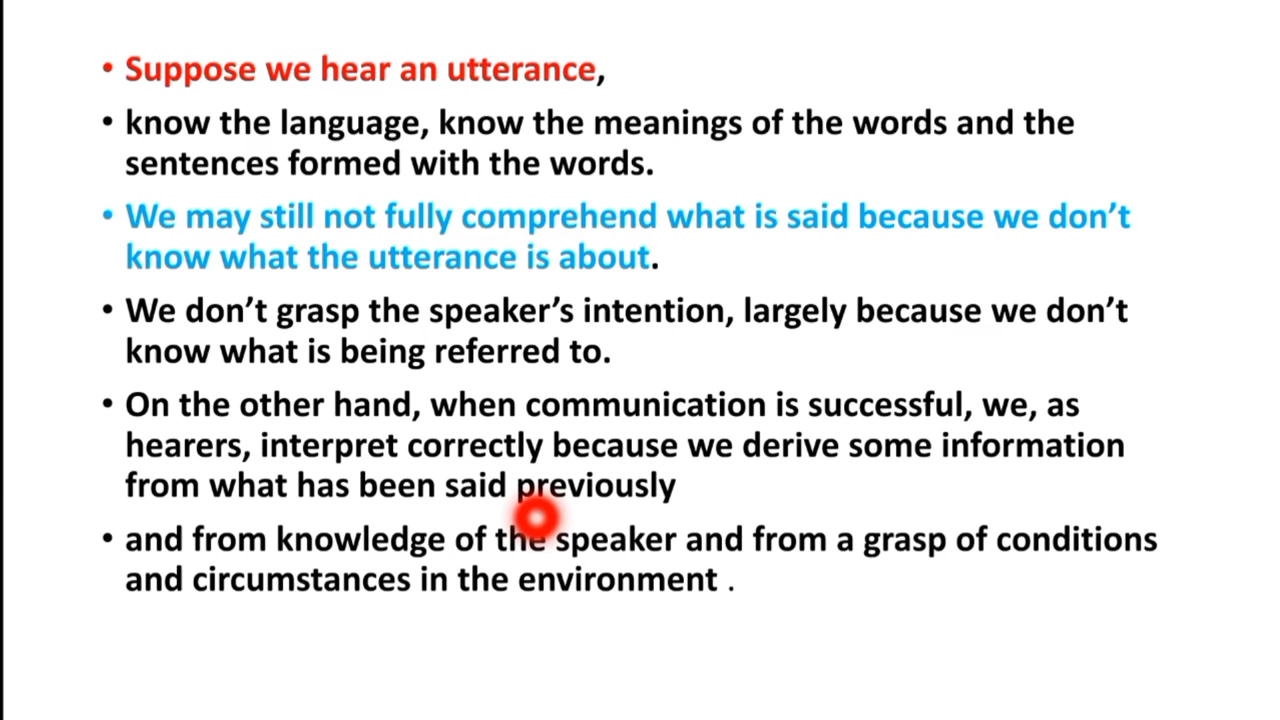 • Suppose we hear an utterance,
• know the language, know the meanings of the words and the
sentences formed with the words.
• We may still not fully comprehend what is said because we don't
know what the utterance is about.
• We don't grasp the speaker's intention, largely because we don't
know what is being referred to.
• On the other hand, when communication is successful, we, as
hearers, interpret correctly because we derive some information
from what has been said previously
• and from knowledge of the speaker and from a grasp of conditions
and circumstances in the environment .